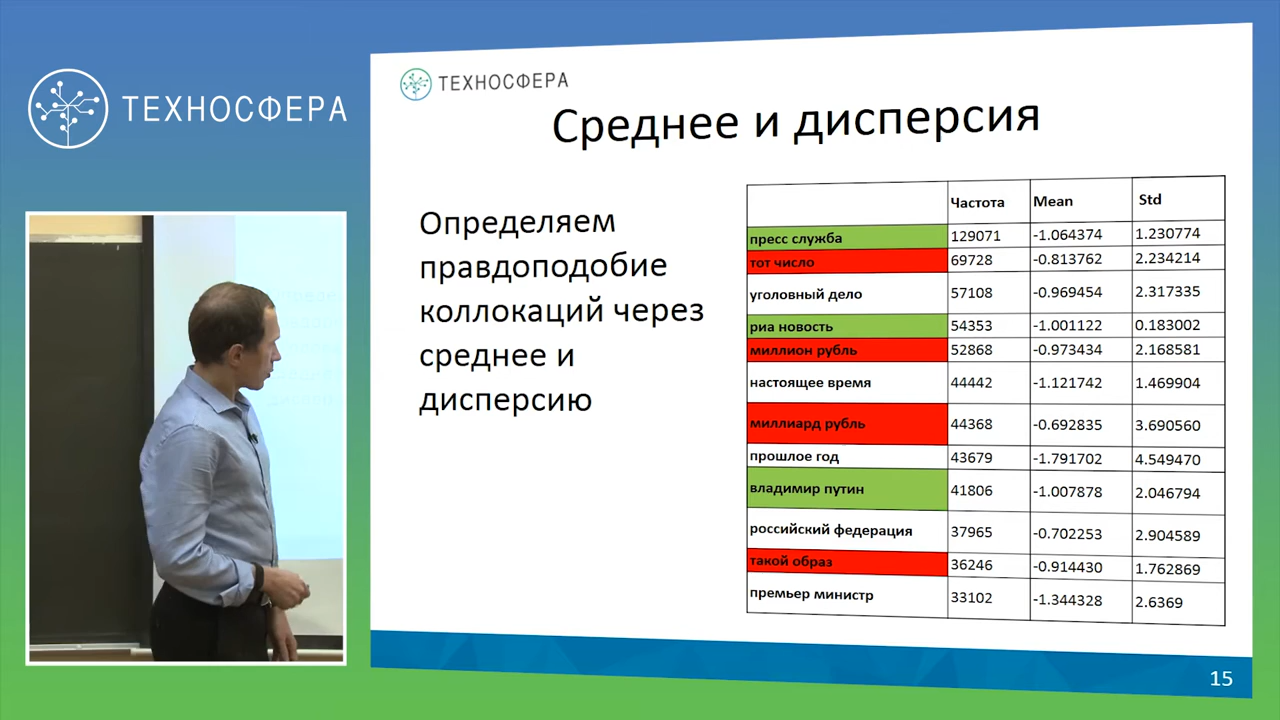 ТЕХНОСФЕРА
ТЕХНОСФЕРА
Среднее и дисперсия
Определяем
правдоподобие
коллокаций через
среднее и
дисперсию
Частота Mean Std
пресс служба 129071 -1.064374 1.230774
тот число 69728 -0.813762 2.234214
уголовный дело 57108 -0.969454 2.317335
риа новость 54353 -1.001122 0.183002
миллион рубль 52868 -0.973434 2.168581
настоящее время 44442 -1.121742 1.469904
миллиард рубль 44368 -0.692835 3.690560
прошлое год 43679 -1.791702 4.549470
владимир путин 41806 -1.007878 2.046794
российский федерация 37965 -0.702253 2.904589
такой образ 36246 -0.914430 1.762869
премьер министр 33102 -1.344328 2.6369
15